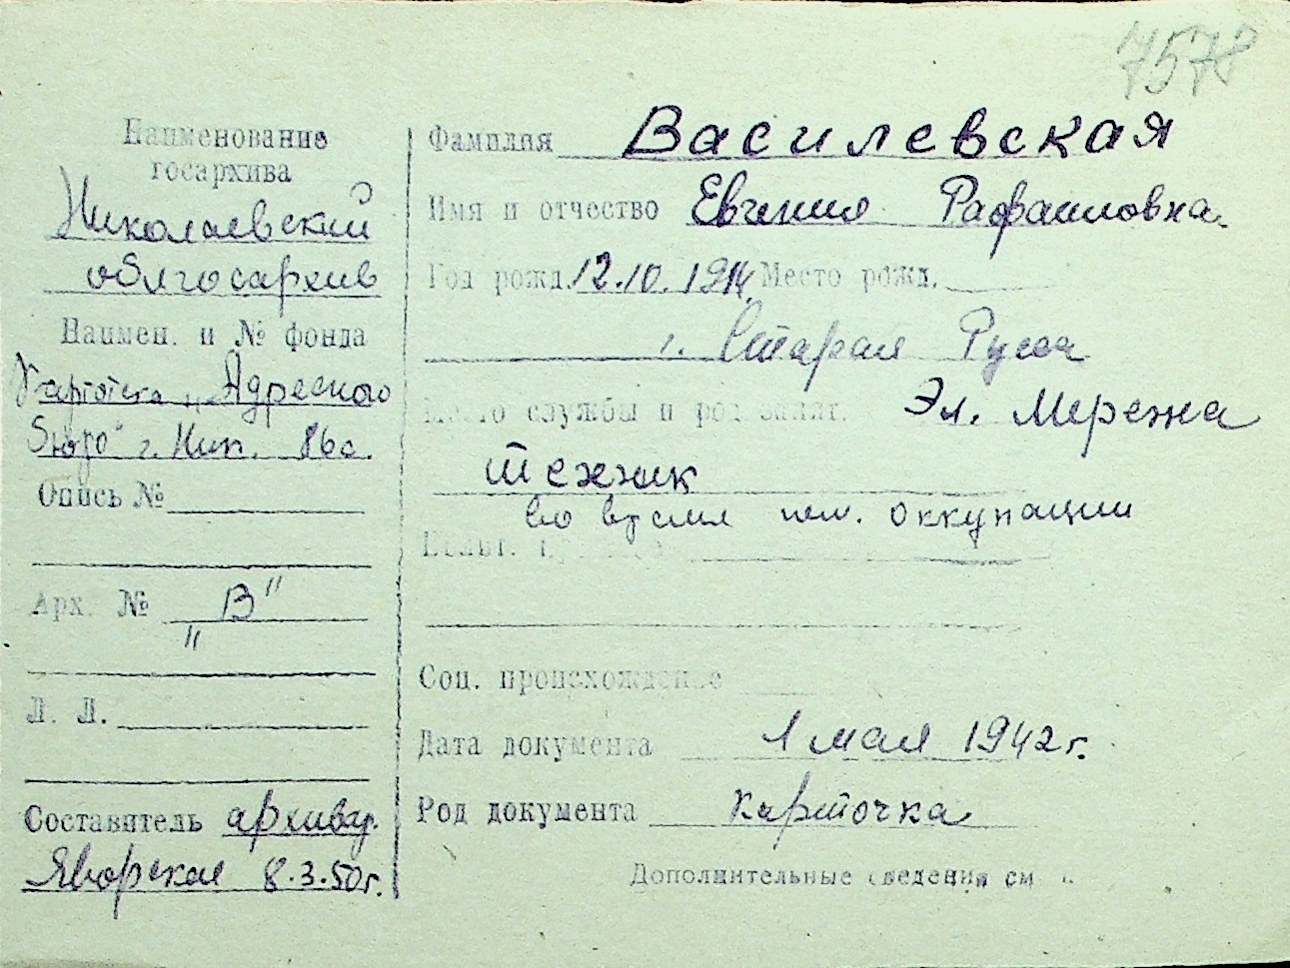 7578
Наименование
госархива
Николаевский
облгосархив
Наимен. и № фонда
Картотека „Адресного
бюро" г. Ник.
Опись №
Арх. № „В"
Л. Л.
Составитель архивар.
Яворская 8.3.50г.
Фамилия Василевская
Имя и отчество Евгения Рафаиловна
Год рожд. 12.10.1914 Место рожд.
г. Старая Русса
Место службы и род занят. Эл. Мережа
техник
во время нем. оккупации
Соц. происхождение
Дата документа 1 мая 1942г.
Род документа карточка
Дополнительные сведения см